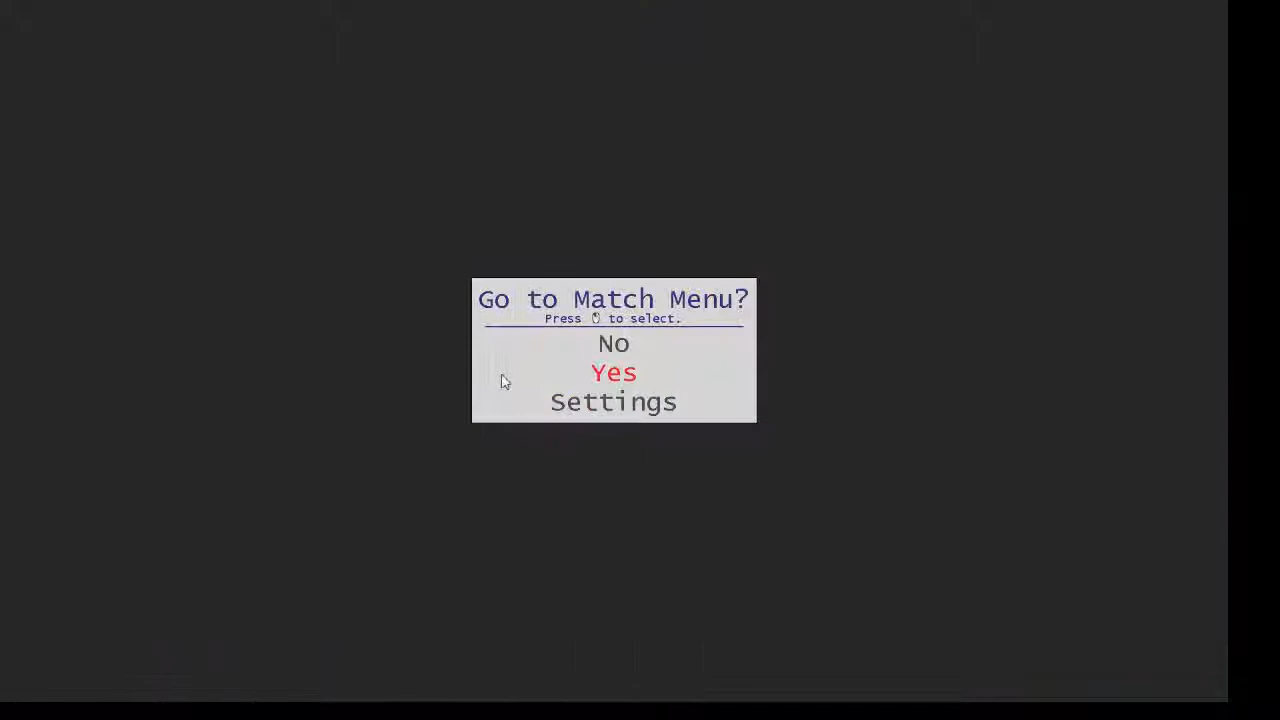 Go to Match Menu?
Press to select.
No
Yes
Settings